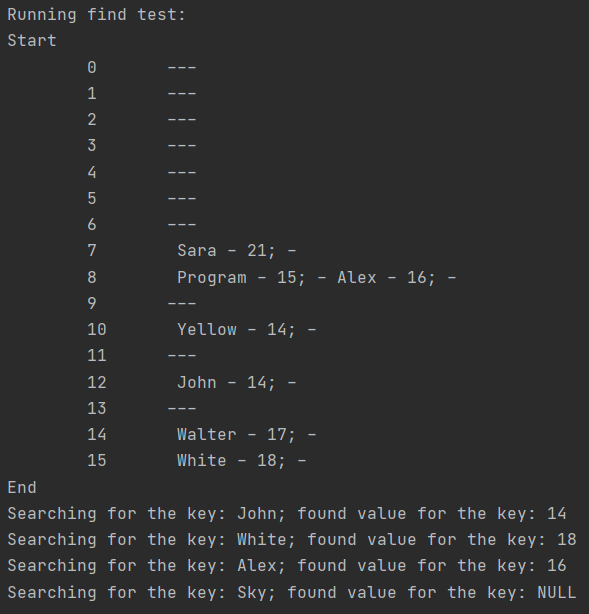 Running find test:
Start
0 ---
1 ---
2 ---
3 ---
4 ---
5 ---
6 ---
7 Sara - 21; -
8 Program - 15; - Alex - 16; -
9 ---
10 Yellow - 14; -
11 ---
12 John - 14; -
13 ---
14 Walter - 17; -
15 White - 18; -
End
Searching for the key: John; found value for the key: 14
Searching for the key: White; found value for the key: 18
Searching for the key: Alex; found value for the key: 16
Searching for the key: Sky; found value for the key: NULL